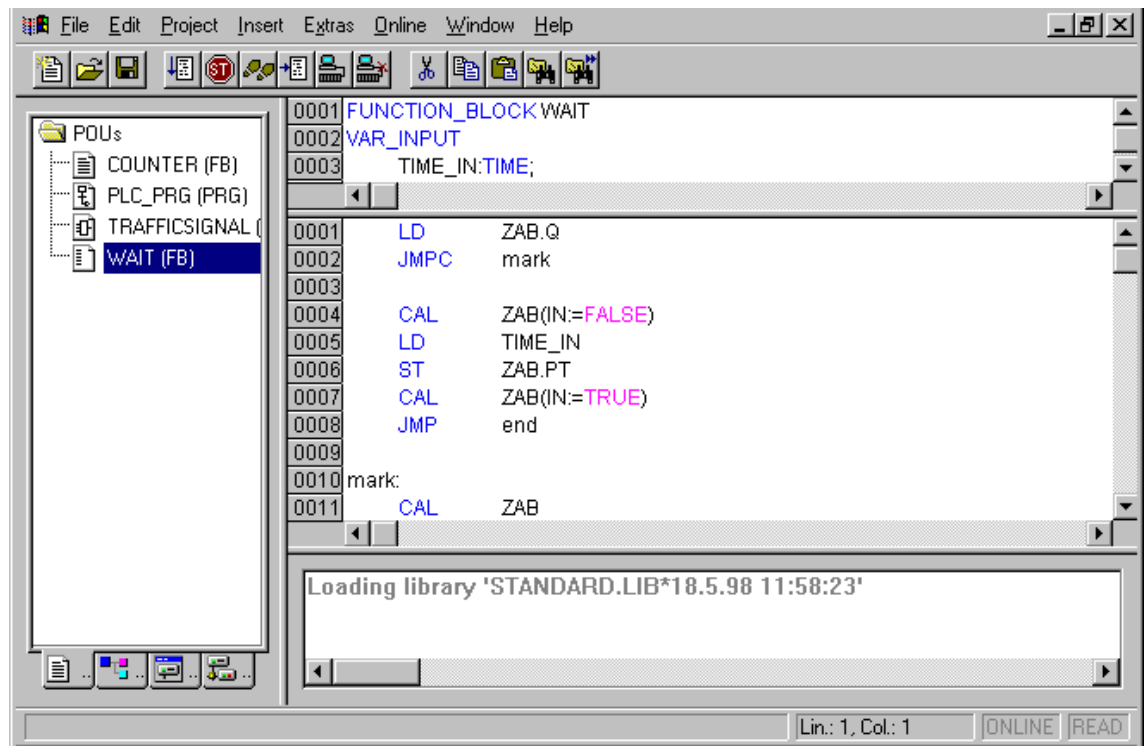 File Edit Project Insert Extras Online Window Help
ST
POUs
COUNTER (FB)
PLC_PRG (PRG)
TRAFFICSIGNAL (
WAIT (FB)
0001 FUNCTION_BLOCK WAIT
0002 VAR_INPUT
0003 TIME_IN:TIME;
0001 LD ZAB.Q
0002 JMPC mark
0003
0004 CAL ZAB(IN:=FALSE)
0005 LD TIME_IN
0006 ST ZAB.PT
0007 CAL ZAB(IN:=TRUE)
0008 JMP end
0009
0010 mark:
0011 CAL ZAB
Loading library 'STANDARD.LIB*18.5.98 11:58:23'
.. .. .. ..
Lin.: 1, Col.: 1 ONLINE READ